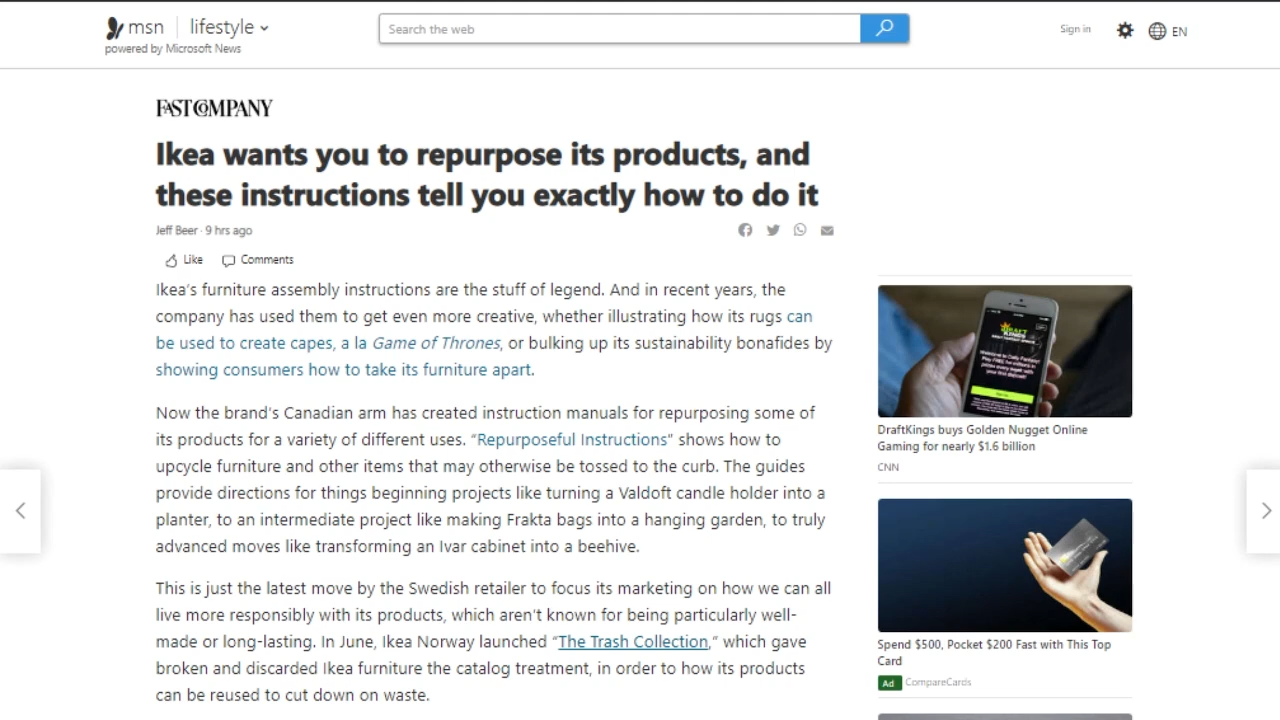 msn
lifestyle
powered by Microsoft News
Search the web
Sign in
EN
FAST COMPANY
Ikea wants you to repurpose its products, and
these instructions tell you exactly how to do it
Jeff Beer · 9 hrs ago
Like
Comments
Ikea's furniture assembly instructions are the stuff of legend. And in recent years, the
company has used them to get even more creative, whether illustrating how its rugs can
be used to create capes, a la Game of Thrones, or bulking up its sustainability bonafides by
showing consumers how to take its furniture apart.
Now the brand's Canadian arm has created instruction manuals for repurposing some of
its products for a variety of different uses. “Repurposeful Instructions” shows how to
upcycle furniture and other items that may otherwise be tossed to the curb. The guides
provide directions for things beginning projects like turning a Valdoft candle holder into a
planter, to an intermediate project like making Frakta bags into a hanging garden, to truly
advanced moves like transforming an Ivar cabinet into a beehive.
This is just the latest move by the Swedish retailer to focus its marketing on how we can all
live more responsibly with its products, which aren't known for being particularly well-
made or long-lasting. In June, Ikea Norway launched “The Trash Collection,” which gave
broken and discarded Ikea furniture the catalog treatment, in order to how its products
can be reused to cut down on waste.
DraftKings buys Golden Nugget Online
Gaming for nearly $1.6 billion
CNN
Spend $500, Pocket $200 Fast with This Top
Card
Ad CompareCards